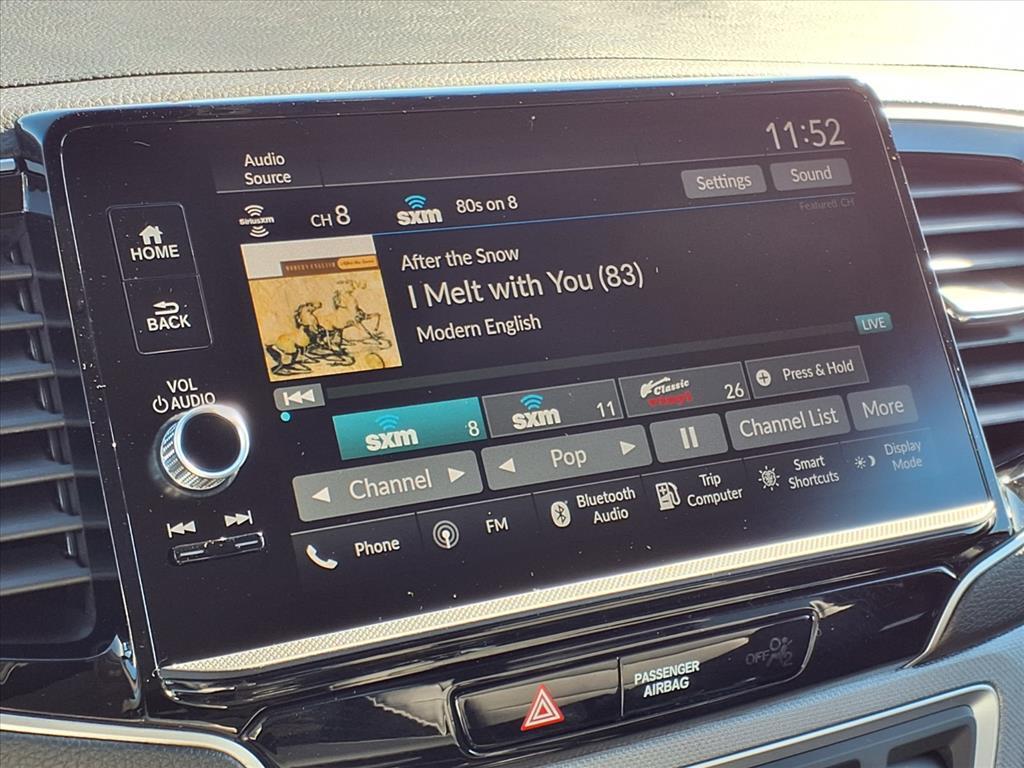 11:52
Audio
Source
Settings
Sound
HOME
SiriusXM
CH 8
sxm
80s on 8
Featured CH
After the Snow
I Melt with You (83)
Modern English
BACK
LIVE
VOL
AUDIO
sxm 8
sxm 11
Classic
26
Press & Hold
Channel
Pop
Channel List
More
Phone
FM
Bluetooth
Audio
Trip
Computer
Smart
Shortcuts
Display
Mode
PASSENGER
AIRBAG
OFF
2